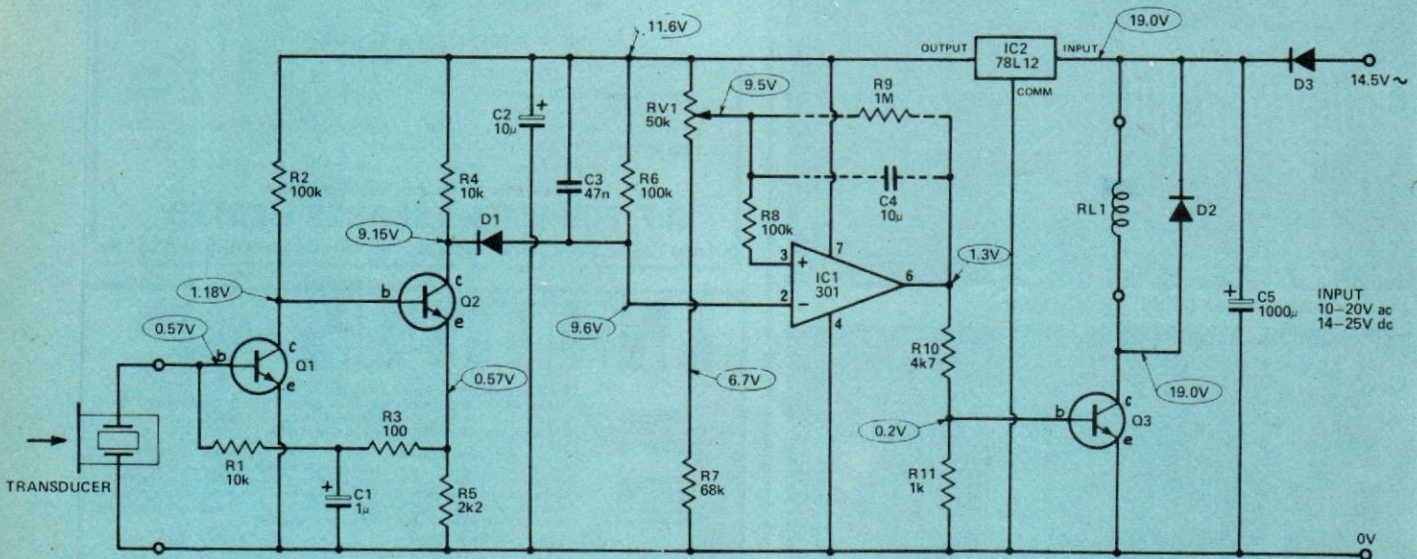 11.6V
19.0V
OUTPUT
IC2
78L12
INPUT
COMM
D3
14.5V ~
R2
100k
R4
10k
C2
10μ
+
C3
47n
R6
100k
RV1
50k
9.5V
R9
1M
C4
10μ
R8
100k
RL1
D2
+
C5
1000μ
INPUT
10–20V ac
14–25V dc
9.15V
D1
1.18V
b
c
Q2
e
0.57V
b
c
Q1
e
0.57V
9.6V
3
+
7
IC1
301
2
–
4
6
1.3V
6.7V
R10
4k7
0.2V
b
c
Q3
e
19.0V
TRANSDUCER
R1
10k
R3
100
+
C1
1μ
R5
2k2
R7
68k
R11
1k
0V